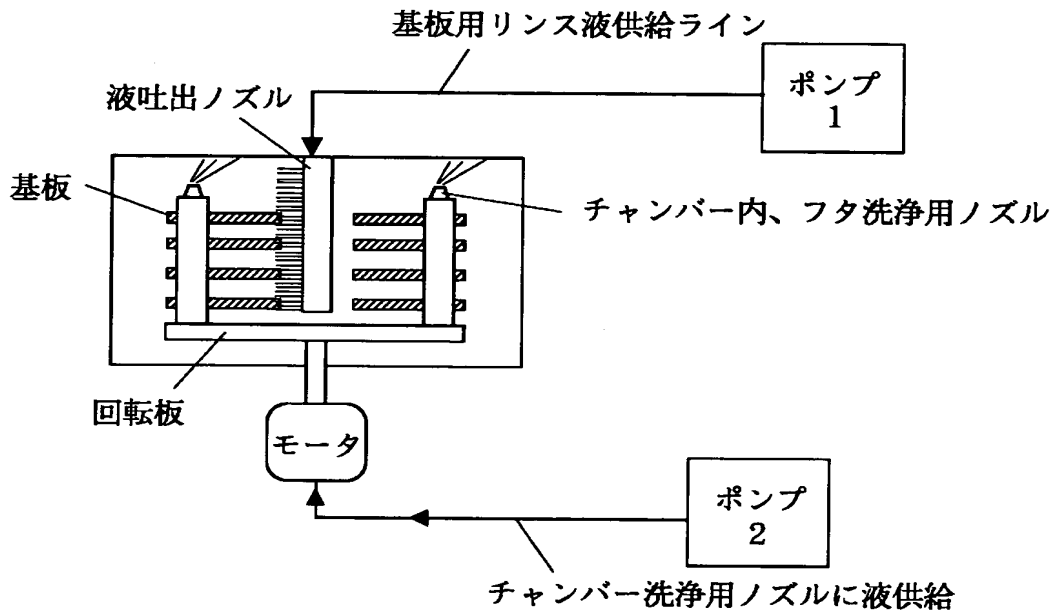 基板用リンス液供給ライン
ポンプ
1
液吐出ノズル
基板
チャンバー内、フタ洗浄用ノズル
回転板
モータ
ポンプ
2
チャンバー洗浄用ノズルに液供給